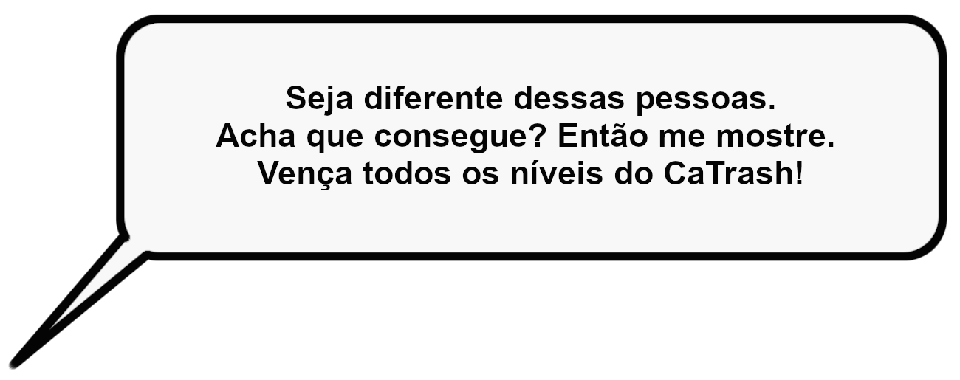 Seja diferente dessas pessoas.
Acha que consegue? Então me mostre.
Vença todos os níveis do CaTrash!